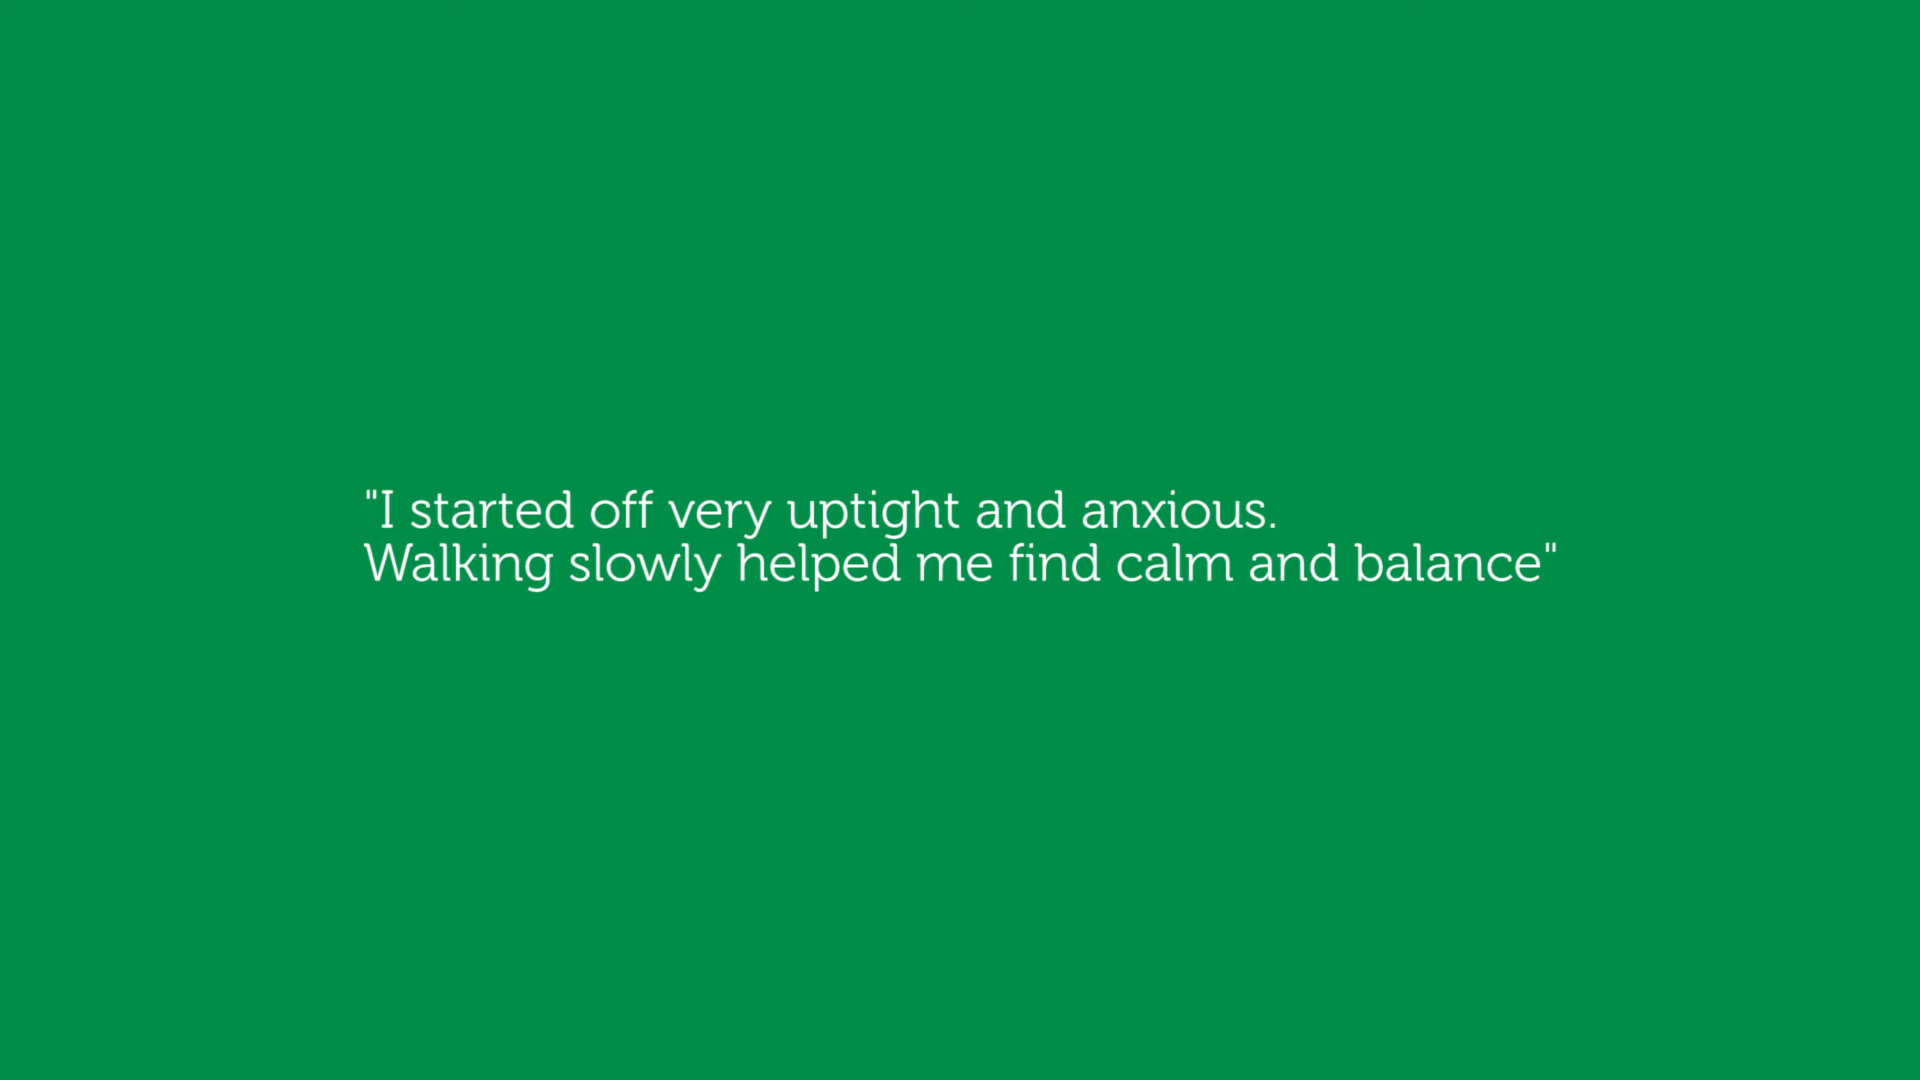 "I started off very uptight and anxious.
Walking slowly helped me find calm and balance"